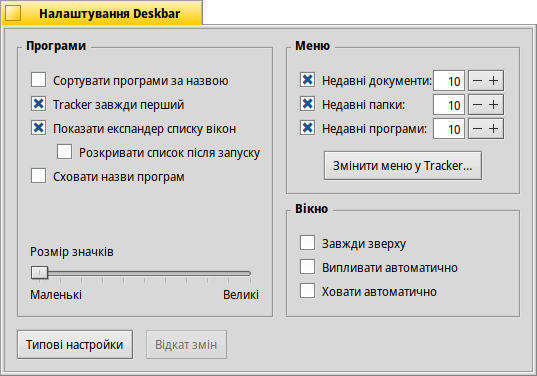 Налаштування Deskbar
Програми
Сортувати програми за назвою
Tracker завжди перший
Показати експандер списку вікон
Розкривати список після запуску
Сховати назви програм
Розмір значків
Маленькі Великі
Меню
Недавні документи: 10
Недавні папки: 10
Недавні програми: 10
Змінити меню у Tracker...
Вікно
Завжди зверху
Випливати автоматично
Ховати автоматично
Типові настройки Відкат змін